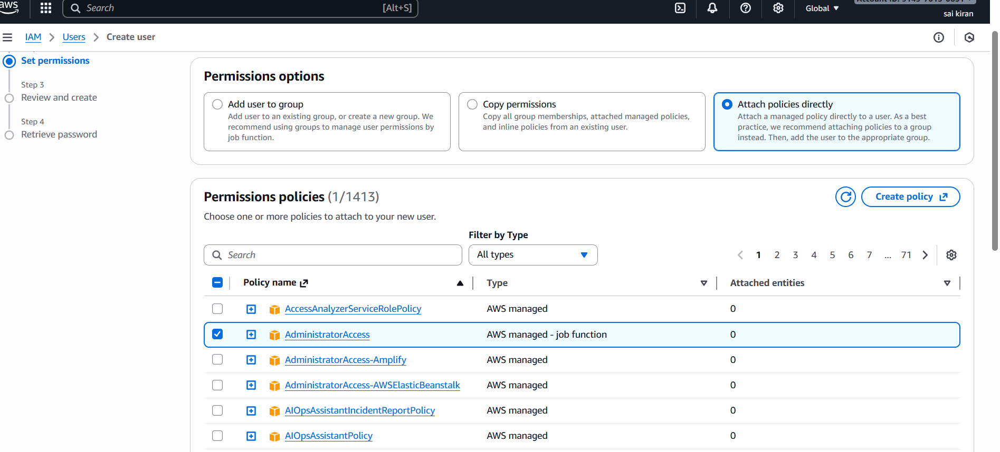 aws
Search
[Alt+S]
Global
sai kiran
IAM
Users
Create user
Set permissions
Step 3
Review and create
Step 4
Retrieve password
Permissions options
Add user to group
Add user to an existing group, or create a new group. We
recommend using groups to manage user permissions by
job function.
Copy permissions
Copy all group memberships, attached managed policies,
and inline policies from an existing user.
Attach policies directly
Attach a managed policy directly to a user. As a best
practice, we recommend attaching policies to a group
instead. Then, add the user to the appropriate group.
Permissions policies (1/1413)
Create policy
Choose one or more policies to attach to your new user.
Filter by Type
Search
All types
1 2 3 4 5 6 7 ... 71
Policy name Type Attached entities
AccessAnalyzerServiceRolePolicy AWS managed 0
AdministratorAccess AWS managed - job function 0
AdministratorAccess-Amplify AWS managed 0
AdministratorAccess-AWSElasticBeanstalk AWS managed 0
AIOpsAssistantIncidentReportPolicy AWS managed 0
AIOpsAssistantPolicy AWS managed 0